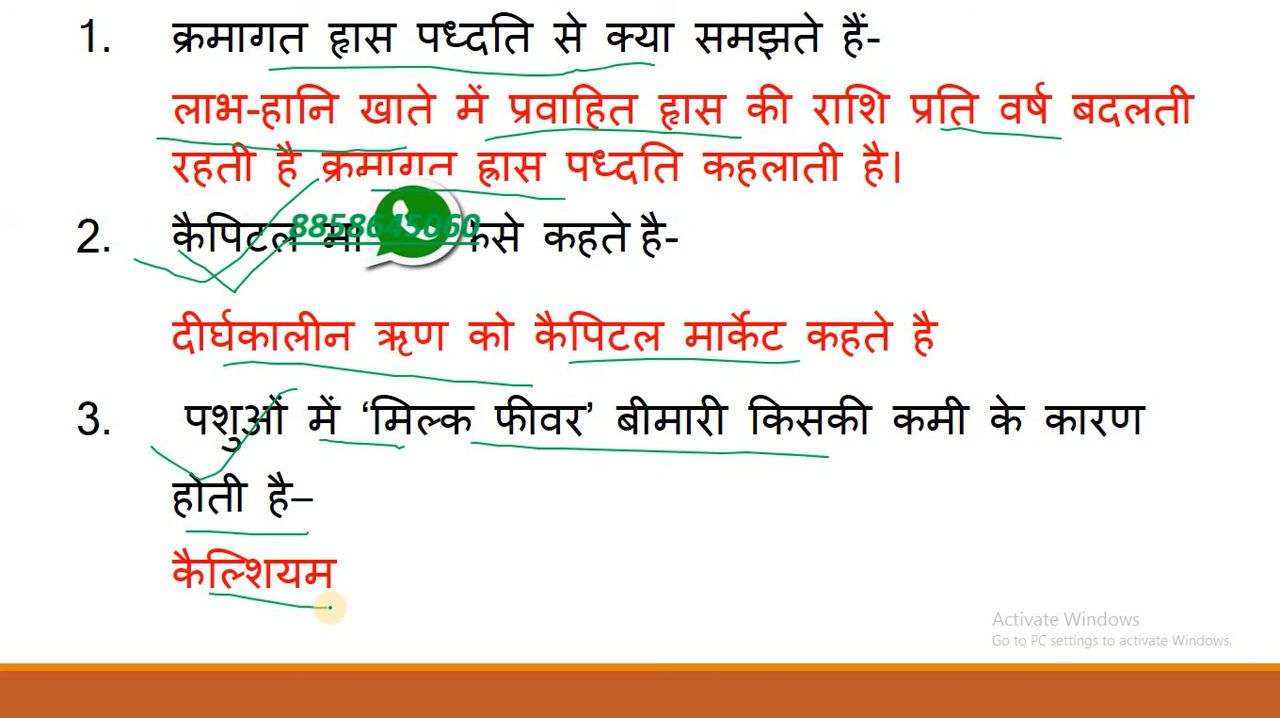 1. क्रमागत ह्रास पध्दति से क्या समझते हैं-
लाभ-हानि खाते में प्रवाहित ह्रास की राशि प्रति वर्ष बदलती
रहती है क्रमागत ह्रास पध्दति कहलाती है।
8858645060
2. कैपिटल कहते है-
दीर्घकालीन ऋण को कैपिटल मार्केट कहते है
3. पशुओं में ‘मिल्क फीवर’ बीमारी किसकी कमी के कारण
होती है–
कैल्शियम
Activate Windows
Go to PC settings to activate Windows.